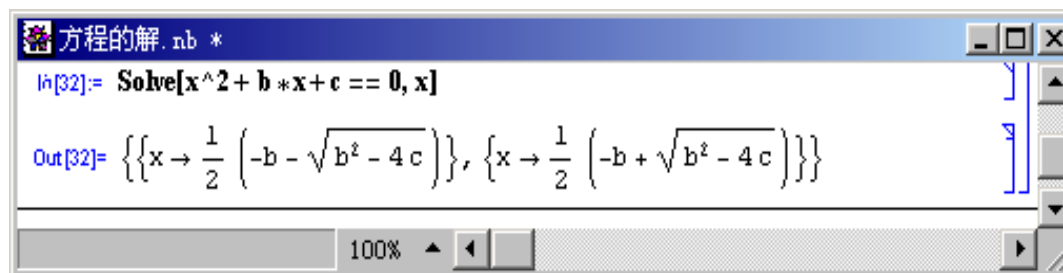 方程的解.nb *
In[32]:= Solve[x^2+ b *x+c == 0, x]
Out[32]= {{x → 1/2 (-b - √(b² - 4 c))}, {x → 1/2 (-b + √(b² - 4 c))}}
100%